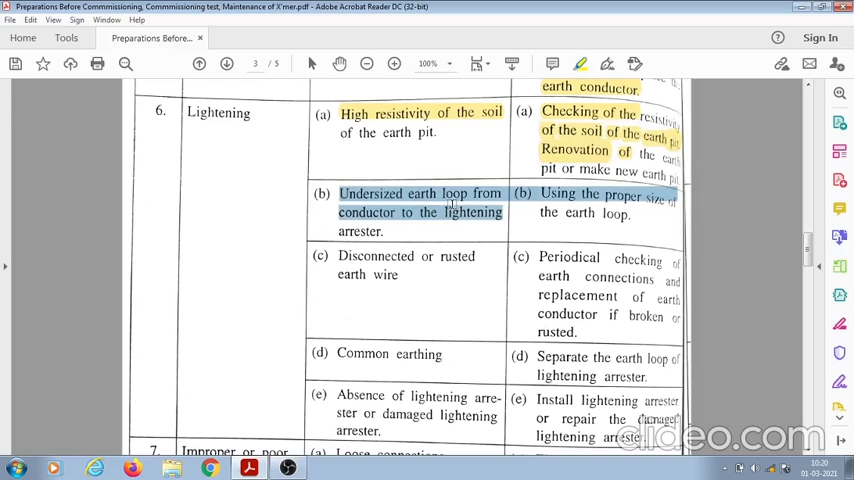 Preparations Before Commmissioning, Commmissioning test, Maintenance of X'mer.pdf - Adobe Acrobat Reader DC (32-bit)
File Edit View Sign Window Help
Home Tools Preparations Before... × Sign In
3 / 5 100%
earth conductor.
6. Lightening
(a) High resistivity of the soil
of the earth pit.
(a) Checking of the resistivity
of the soil of the earth pit
Renovation of the earth
pit or make new earth pit
(b) Undersized earth loop from
conductor to the lightening
arrester.
(b) Using the proper size of
the earth loop.
(c) Disconnected or rusted
earth wire
(c) Periodical checking of
earth connections and
replacement of earth
conductor if broken or
rusted.
(d) Common earthing
(d) Separate the earth loop of
lightening arrester.
(e) Absence of lightening arre-
ster or damaged lightening
arrester.
(e) Install lightening arrester
or repair the damaged
lightening arrester.
7. Improper or poor
(a) Loose connections
dideo.com
10:20
01-03-2021